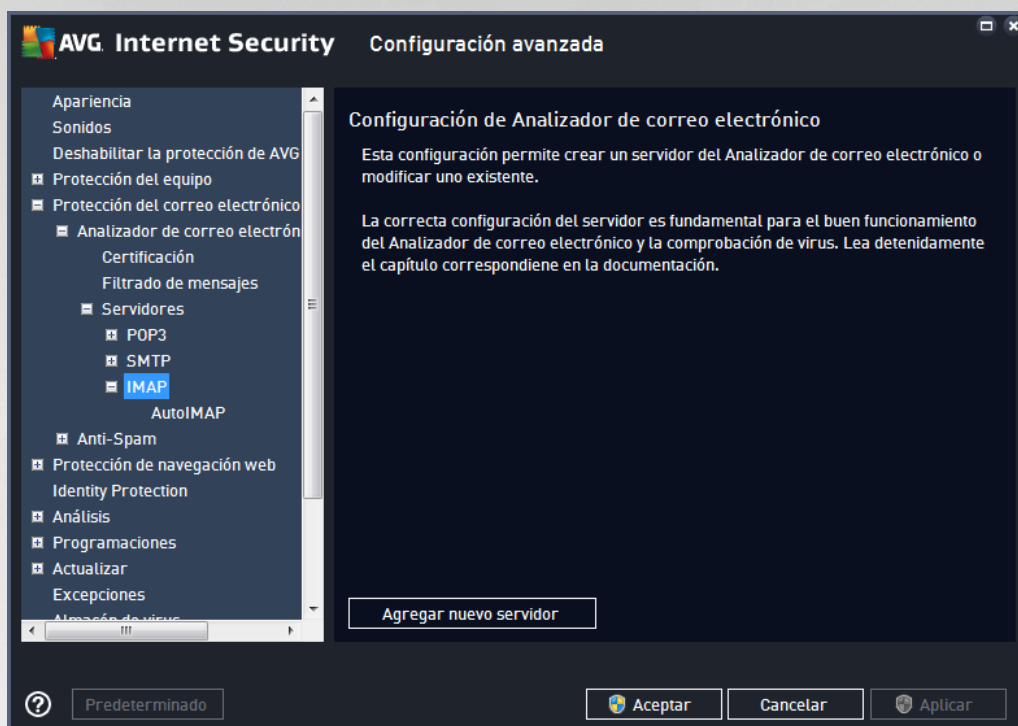 AVG. Internet Security Configuración avanzada
Apariencia
Sonidos
Deshabilitar la protección de AVG
Protección del equipo
Protección del correo electrónico
Analizador de correo electrón
Certificación
Filtrado de mensajes
Servidores
POP3
SMTP
IMAP
AutoIMAP
Anti-Spam
Protección de navegación web
Identity Protection
Análisis
Programaciones
Actualizar
Excepciones
Almacén de virus
Configuración de Analizador de correo electrónico
Esta configuración permite crear un servidor del Analizador de correo electrónico o
modificar uno existente.
La correcta configuración del servidor es fundamental para el buen funcionamiento
del Analizador de correo electrónico y la comprobación de virus. Lea detenidamente
el capítulo correspondiene en la documentación.
Agregar nuevo servidor
Predeterminado
Aceptar
Cancelar
Aplicar